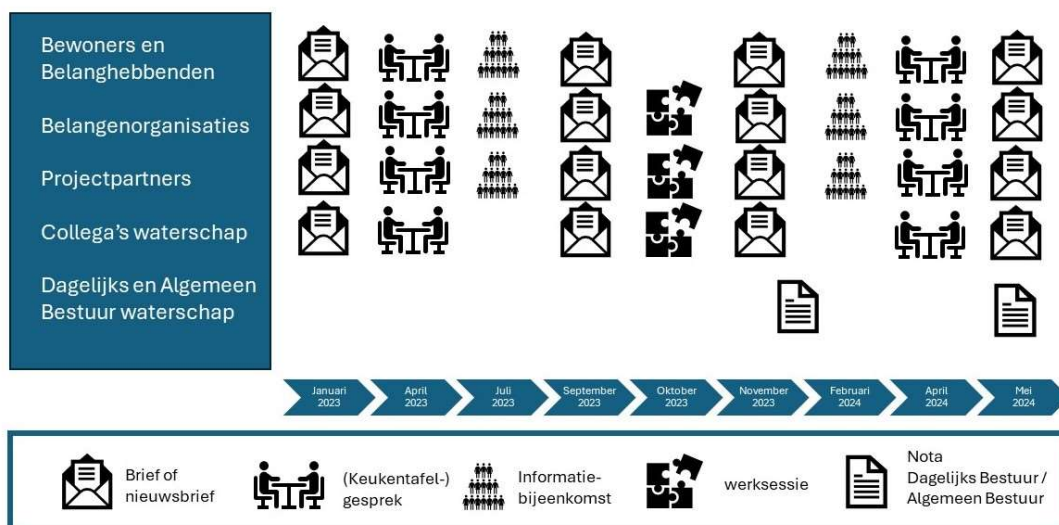 Bewoners en
Belanghebbenden
Belangenorganisaties
Projectpartners
Collega's waterschap
Dagelijks en Algemeen
Bestuur waterschap
Januari
2023
April
2023
Juli
2023
September
2023
Oktober
2023
November
2023
Februari
2024
April
2024
Mei
2024
Brief of
nieuwsbrief
(Keukentafel-)
gesprek
Informatie-
bijeenkomst
werksessie
Nota
Dagelijks Bestuur /
Algemeen Bestuur